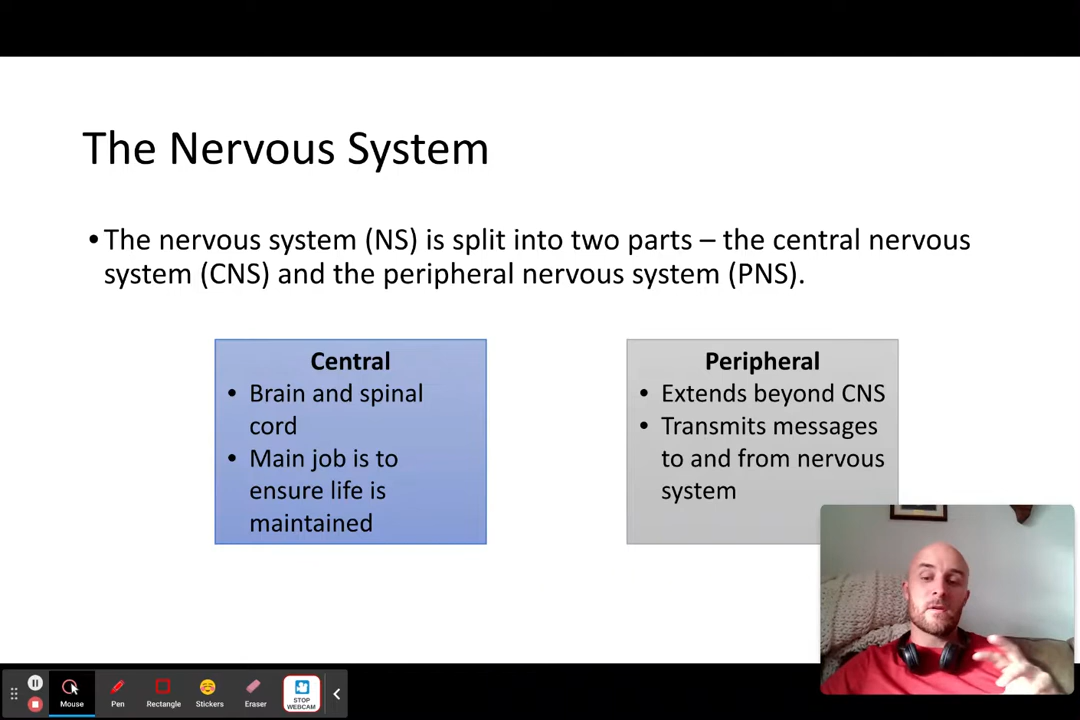 The Nervous System
•The nervous system (NS) is split into two parts – the central nervous
system (CNS) and the peripheral nervous system (PNS).
Central
• Brain and spinal
cord
• Main job is to
ensure life is
maintained
Peripheral
• Extends beyond CNS
• Transmits messages
to and from nervous
system
Mouse
Pen
Rectangle
Stickers
Eraser
STOP
WEBCAM